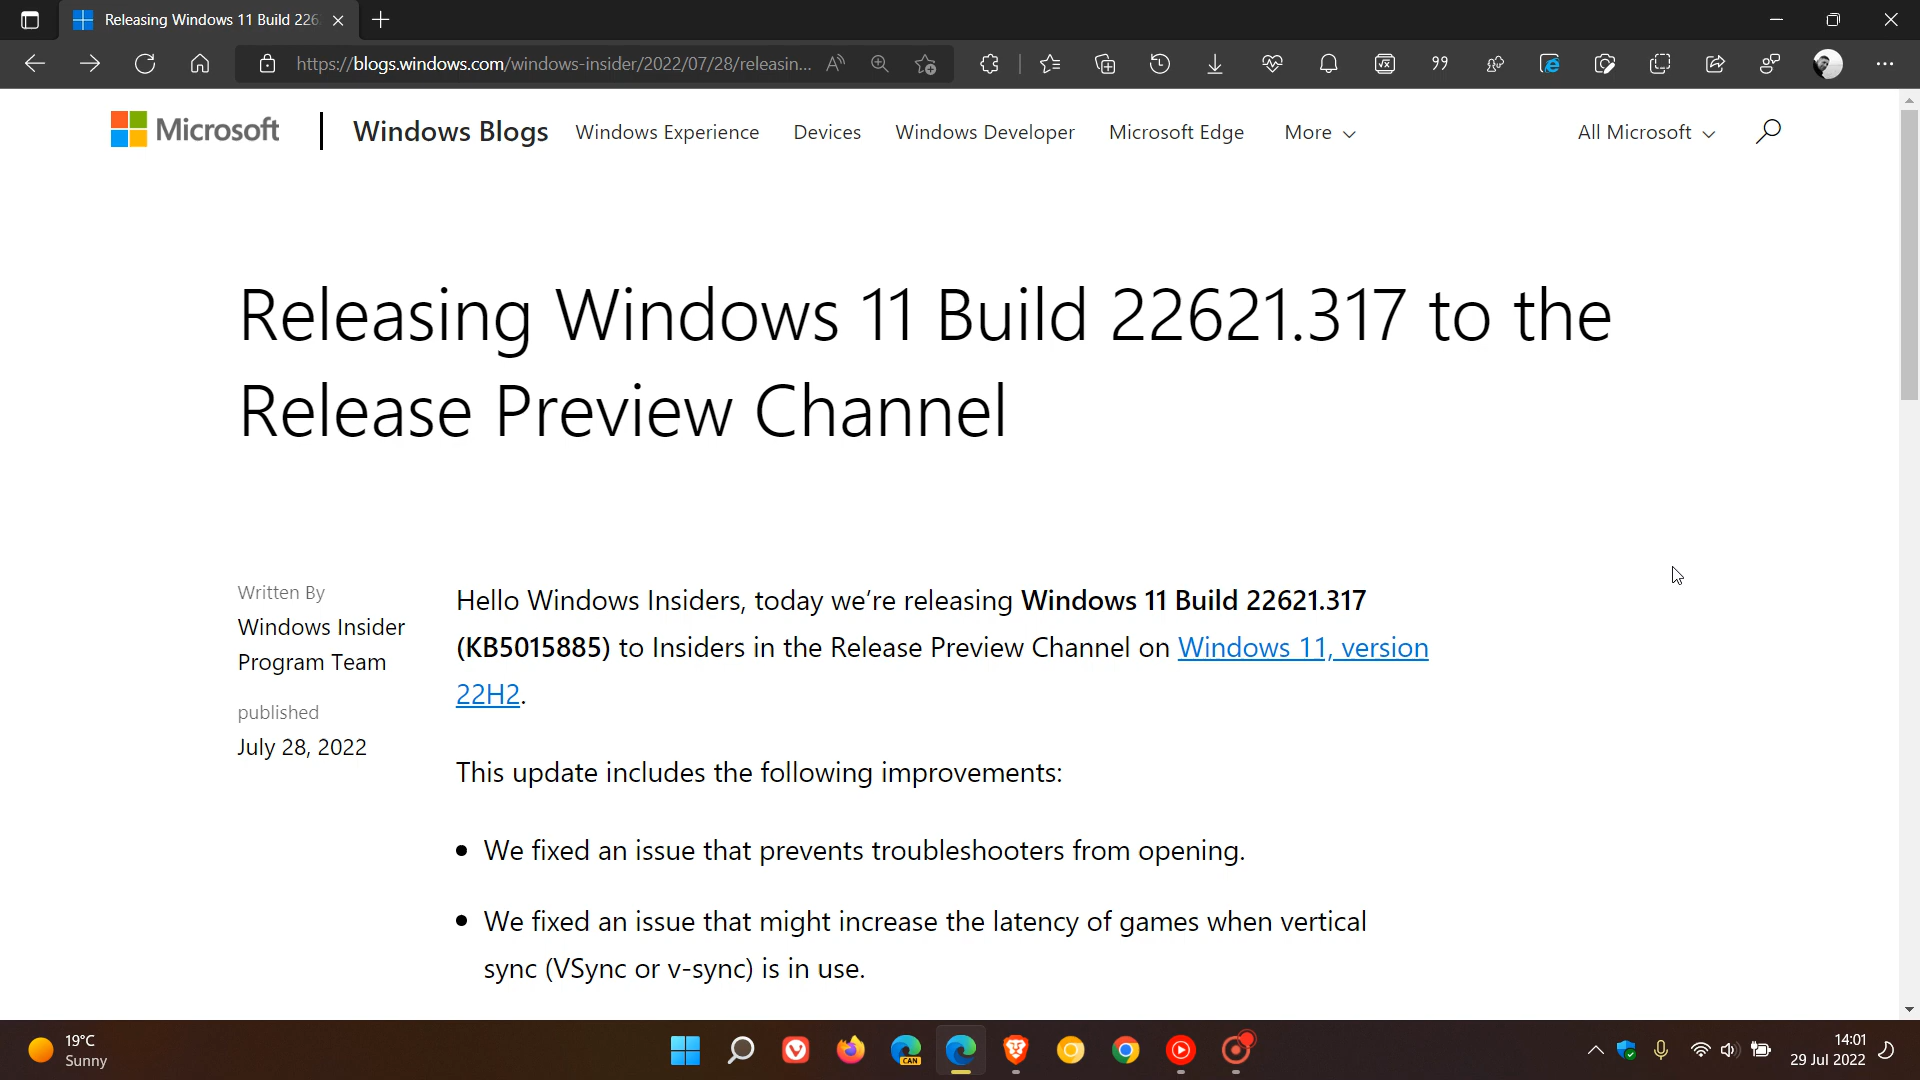 Releasing Windows 11 Build 226
https://blogs.windows.com/windows-insider/2022/07/28/releasin...
Microsoft
Windows Blogs
Windows Experience
Devices
Windows Developer
Microsoft Edge
More
All Microsoft
Releasing Windows 11 Build 22621.317 to the
Release Preview Channel
Written By
Windows Insider
Program Team
published
July 28, 2022
Hello Windows Insiders, today we're releasing Windows 11 Build 22621.317
(KB5015885) to Insiders in the Release Preview Channel on Windows 11, version
22H2.
This update includes the following improvements:
• We fixed an issue that prevents troubleshooters from opening.
• We fixed an issue that might increase the latency of games when vertical
sync (VSync or v-sync) is in use.
19°C
Sunny
CAN
14:01
29 Jul 2022